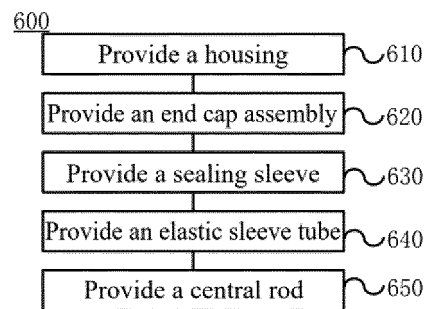 600
Provide a housing 610
Provide an end cap assembly 620
Provide a sealing sleeve 630
Provide an elastic sleeve tube 640
Provide a central rod 650